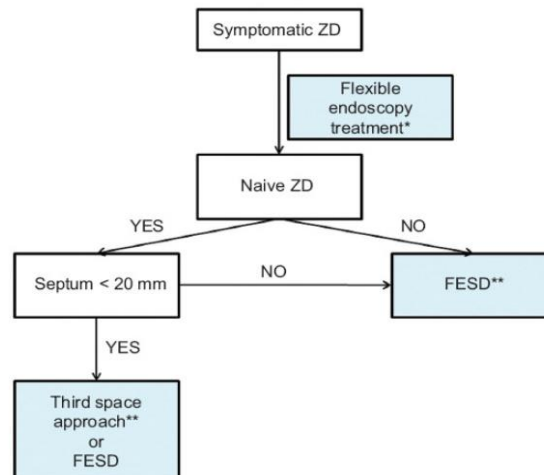 Symptomatic ZD
Flexible
endoscopy
treatment*
Naive ZD
YES
NO
Septum < 20 mm
NO
FESD**
YES
Third space
approach**
or
FESD